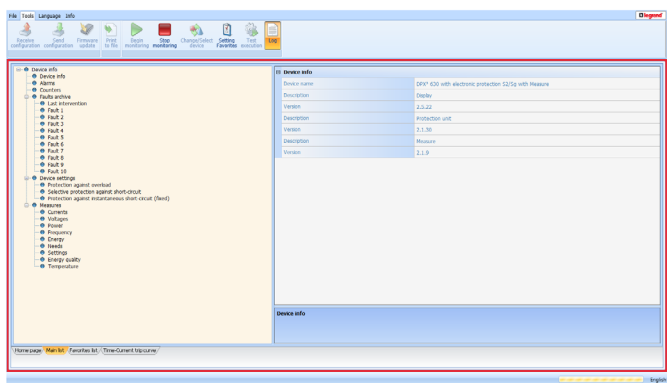 File Tools Language Info
legrand
Receive configuration
Send configuration
Firmware update
Print to file
Begin monitoring
Stop monitoring
Change/Select device
Setting Favorites
Test execution
Log
Device info
Device info
Alarms
Counters
Faults archive
Last intervention
Fault 1
Fault 2
Fault 3
Fault 4
Fault 5
Fault 6
Fault 7
Fault 8
Fault 9
Fault 10
Device settings
Protection against overload
Selective protection against short-circuit
Protection against instantaneous short-circuit (fixed)
Measures
Currents
Voltages
Power
Frequency
Energy
Needs
Settings
Energy quality
Temperature
Device info
Device name DPX³ 630 with electronic protection S2/Sg with Measure
Description Display
Version 2.5.22
Description Protection unit
Version 2.1.38
Description Measure
Version 2.1.9
Device info
Home page Main list Favorites list Time-Current trip curve
English